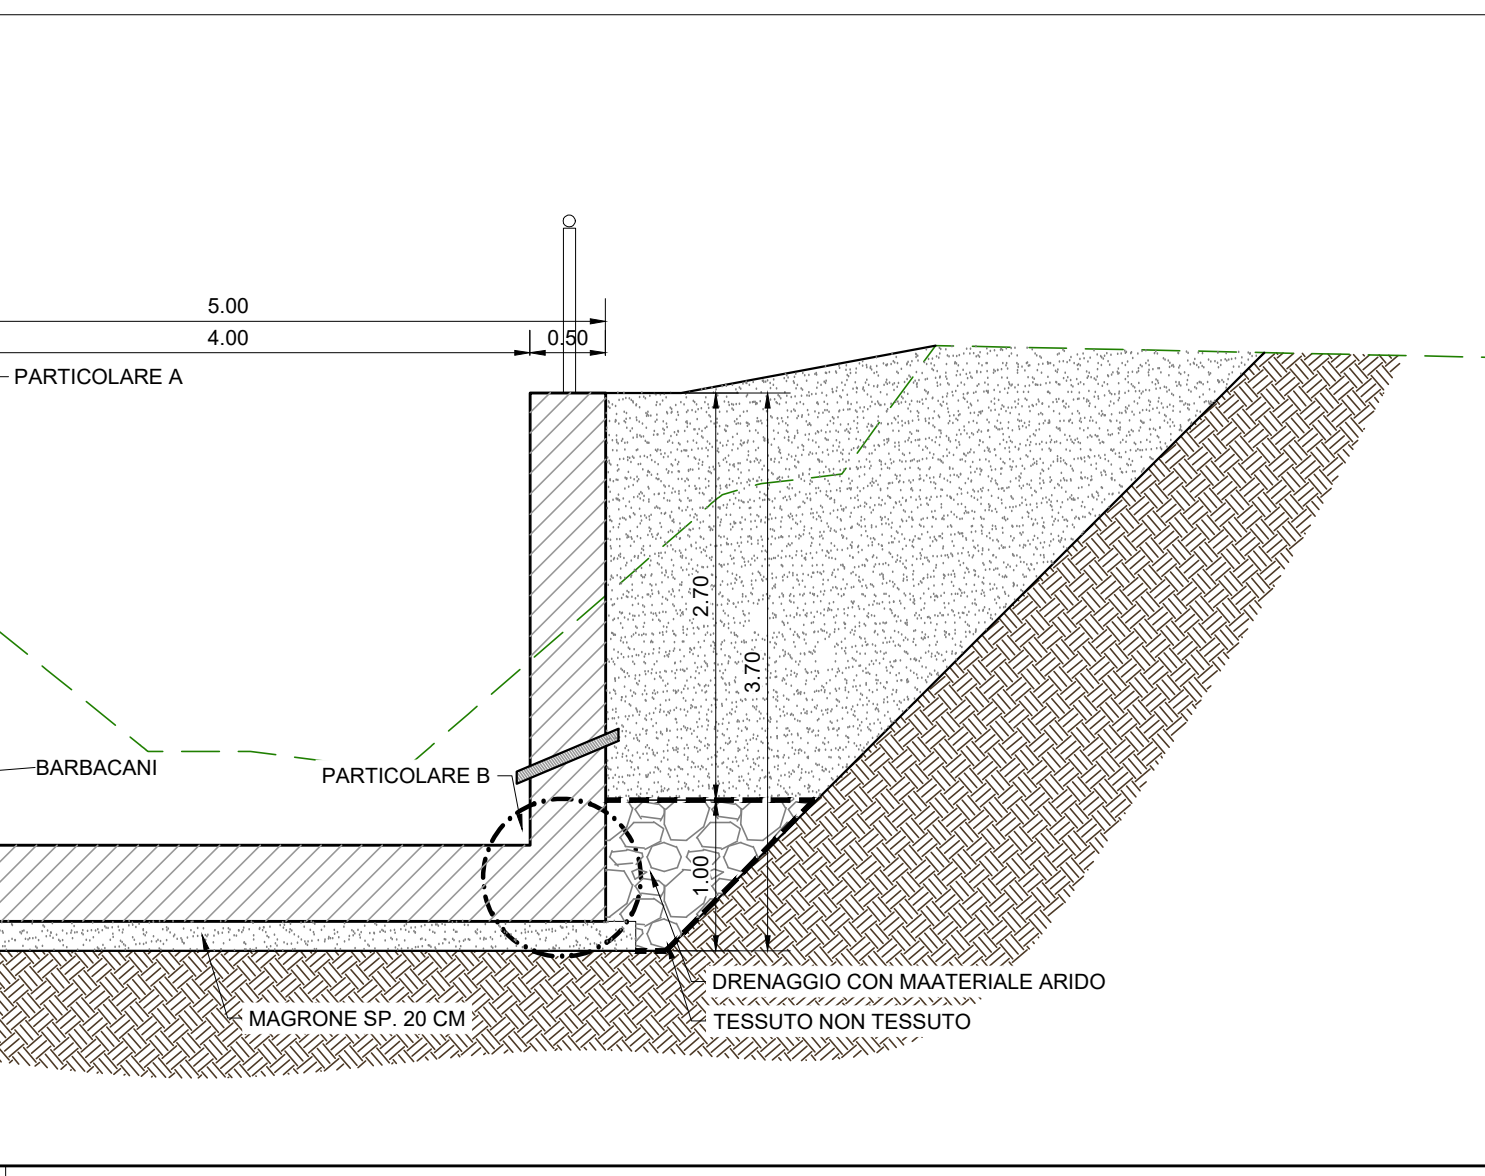 5.00
4.00
0.50
PARTICOLARE A
2.70
3.70
BARBACANI
PARTICOLARE B
1.00
DRENAGGIO CON MAATERIALE ARIDO
MAGRONE SP. 20 CM
TESSUTO NON TESSUTO